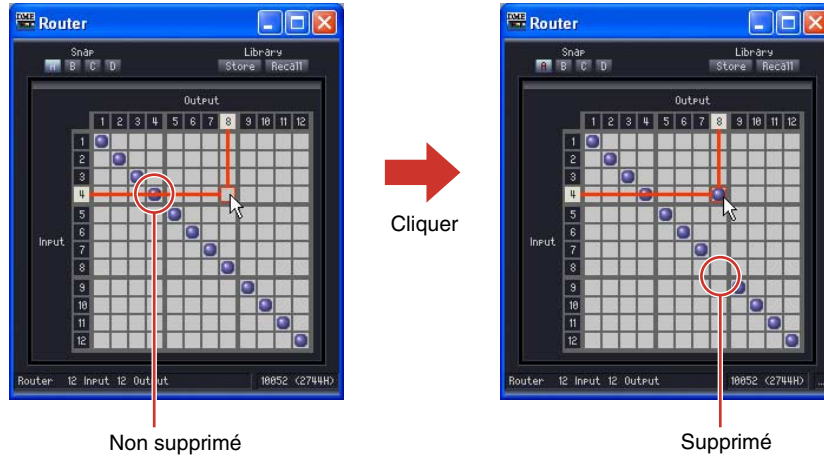 DME Router
Snap Library
A B C D Store Recall
Output
1 2 3 4 5 6 7 8 9 10 11 12
1
2
3
4
5
6
Input
7
8
9
10
11
12
Router 12 Input 12 Output 10052 (2744H)
Non supprimé
Cliquer
DME Router
Snap Library
A B C D Store Recall
Output
1 2 3 4 5 6 7 8 9 10 11 12
1
2
3
4
5
6
Input
7
8
9
10
11
12
Router 12 Input 12 Output 10052 (2744H) ...
Supprimé